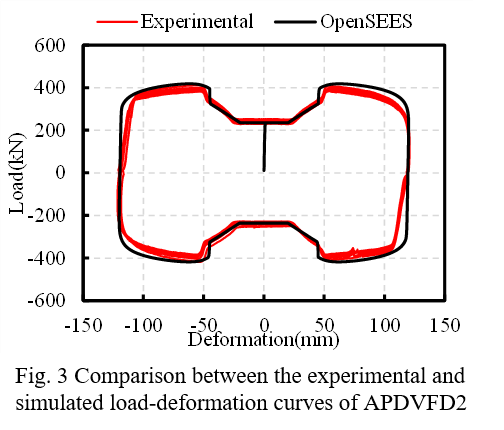 Experimental OpenSEES
600
400
200
0
-200
-400
-600
Load(kN)
-150 -100 -50 0 50 100 150
Deformation(mm)
Fig. 3 Comparison between the experimental and
simulated load-deformation curves of APDVFD2